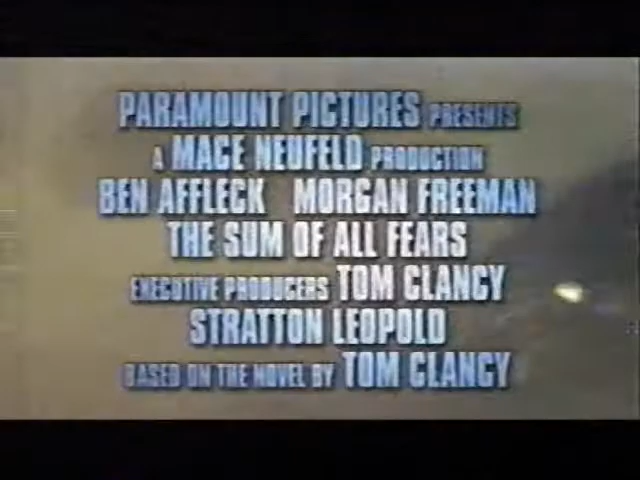 PARAMOUNT PICTURES PRESENTS
A MACE NEUFELD PRODUCTION
BEN AFFLECK MORGAN FREEMAN
THE SUM OF ALL FEARS
EXECUTIVE PRODUCERS TOM CLANCY
STRATTON LEOPOLD
BASED ON THE NOVEL BY TOM CLANCY